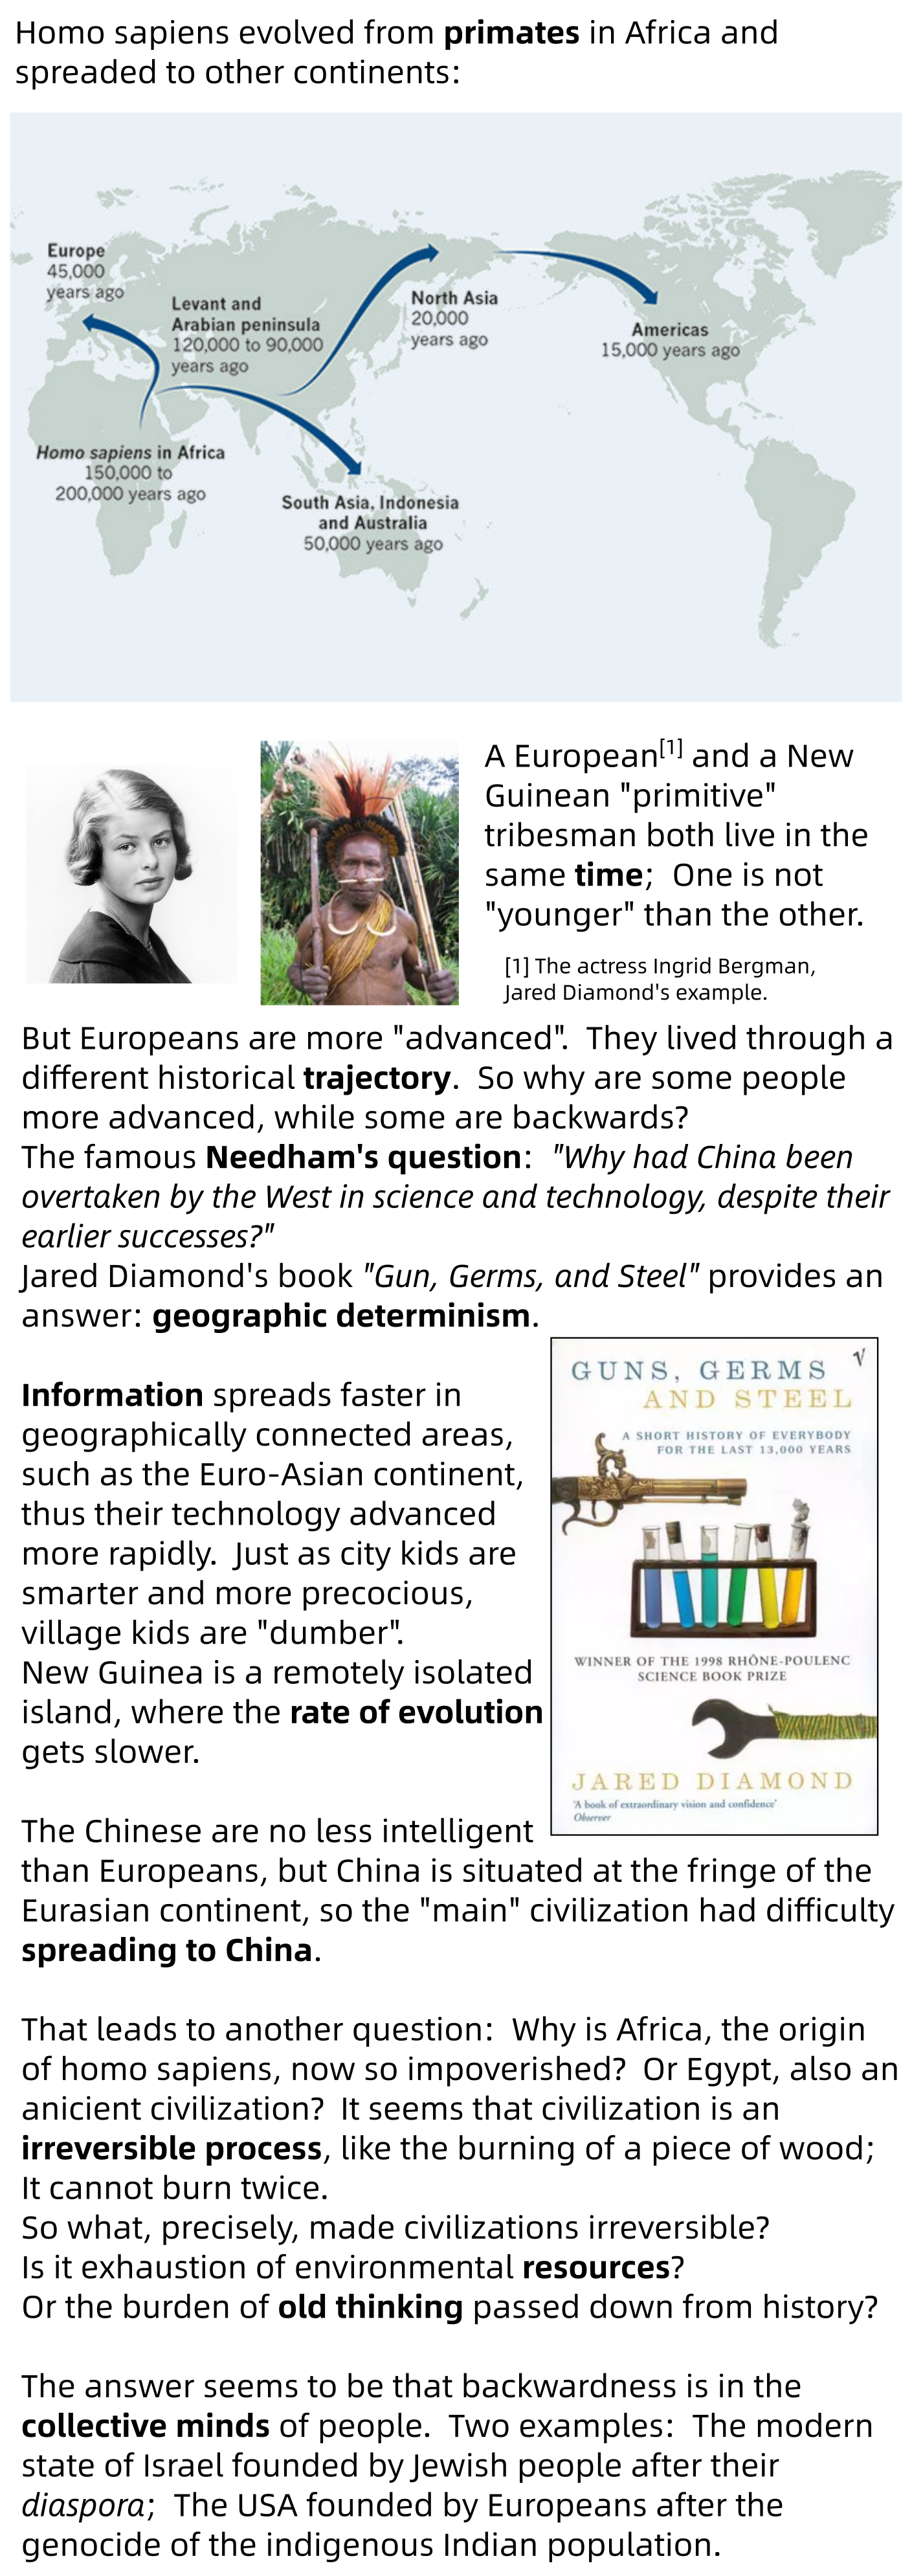 Homo sapiens evolved from primates in Africa and
spreaded to other continents:
Europe
45,000
years ago
Levant and
Arabian peninsula
120,000 to 90,000
years ago
North Asia
20,000
years ago
Americas
15,000 years ago
Homo sapiens in Africa
150,000 to
200,000 years ago
South Asia, Indonesia
and Australia
50,000 years ago
A European[1] and a New
Guinean "primitive"
tribesman both live in the
same time;  One is not
"younger" than the other.
[1] The actress Ingrid Bergman,
Jared Diamond's example.
But Europeans are more "advanced".  They lived through a
different historical trajectory.  So why are some people
more advanced, while some are backwards?
The famous Needham's question:  "Why had China been
overtaken by the West in science and technology, despite their
earlier successes?"
Jared Diamond's book "Gun, Germs, and Steel" provides an
answer: geographic determinism.
Information spreads faster in
geographically connected areas,
such as the Euro-Asian continent,
thus their technology advanced
more rapidly.  Just as city kids are
smarter and more precocious,
village kids are "dumber".
New Guinea is a remotely isolated
island, where the rate of evolution
gets slower.
GUNS, GERMS
AND STEEL
A SHORT HISTORY OF EVERYBODY
FOR THE LAST 13,000 YEARS
WINNER OF THE 1998 RHÔNE-POULENC
SCIENCE BOOK PRIZE
JARED DIAMOND
'A book of extraordinary vision and confidence'
Observer
The Chinese are no less intelligent
than Europeans, but China is situated at the fringe of the
Eurasian continent, so the "main" civilization had difficulty
spreading to China.
That leads to another question:  Why is Africa, the origin
of homo sapiens, now so impoverished?  Or Egypt, also an
anicient civilization?  It seems that civilization is an
irreversible process, like the burning of a piece of wood;
It cannot burn twice.
So what, precisely, made civilizations irreversible?
Is it exhaustion of environmental resources?
Or the burden of old thinking passed down from history?
The answer seems to be that backwardness is in the
collective minds of people.  Two examples:  The modern
state of Israel founded by Jewish people after their
diaspora;  The USA founded by Europeans after the
genocide of the indigenous Indian population.